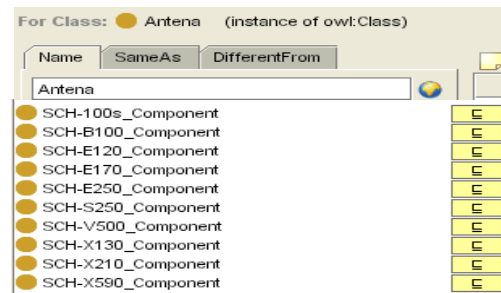 For Class: Antena (instance of owl:Class)
Name SameAs DifferentFrom
Antena
SCH-100s_Component ⊑
SCH-B100_Component ⊑
SCH-E120_Component ⊑
SCH-E170_Component ⊑
SCH-E250_Component ⊑
SCH-S250_Component ⊑
SCH-V500_Component ⊑
SCH-X130_Component ⊑
SCH-X210_Component ⊑
SCH-X590_Component ⊑